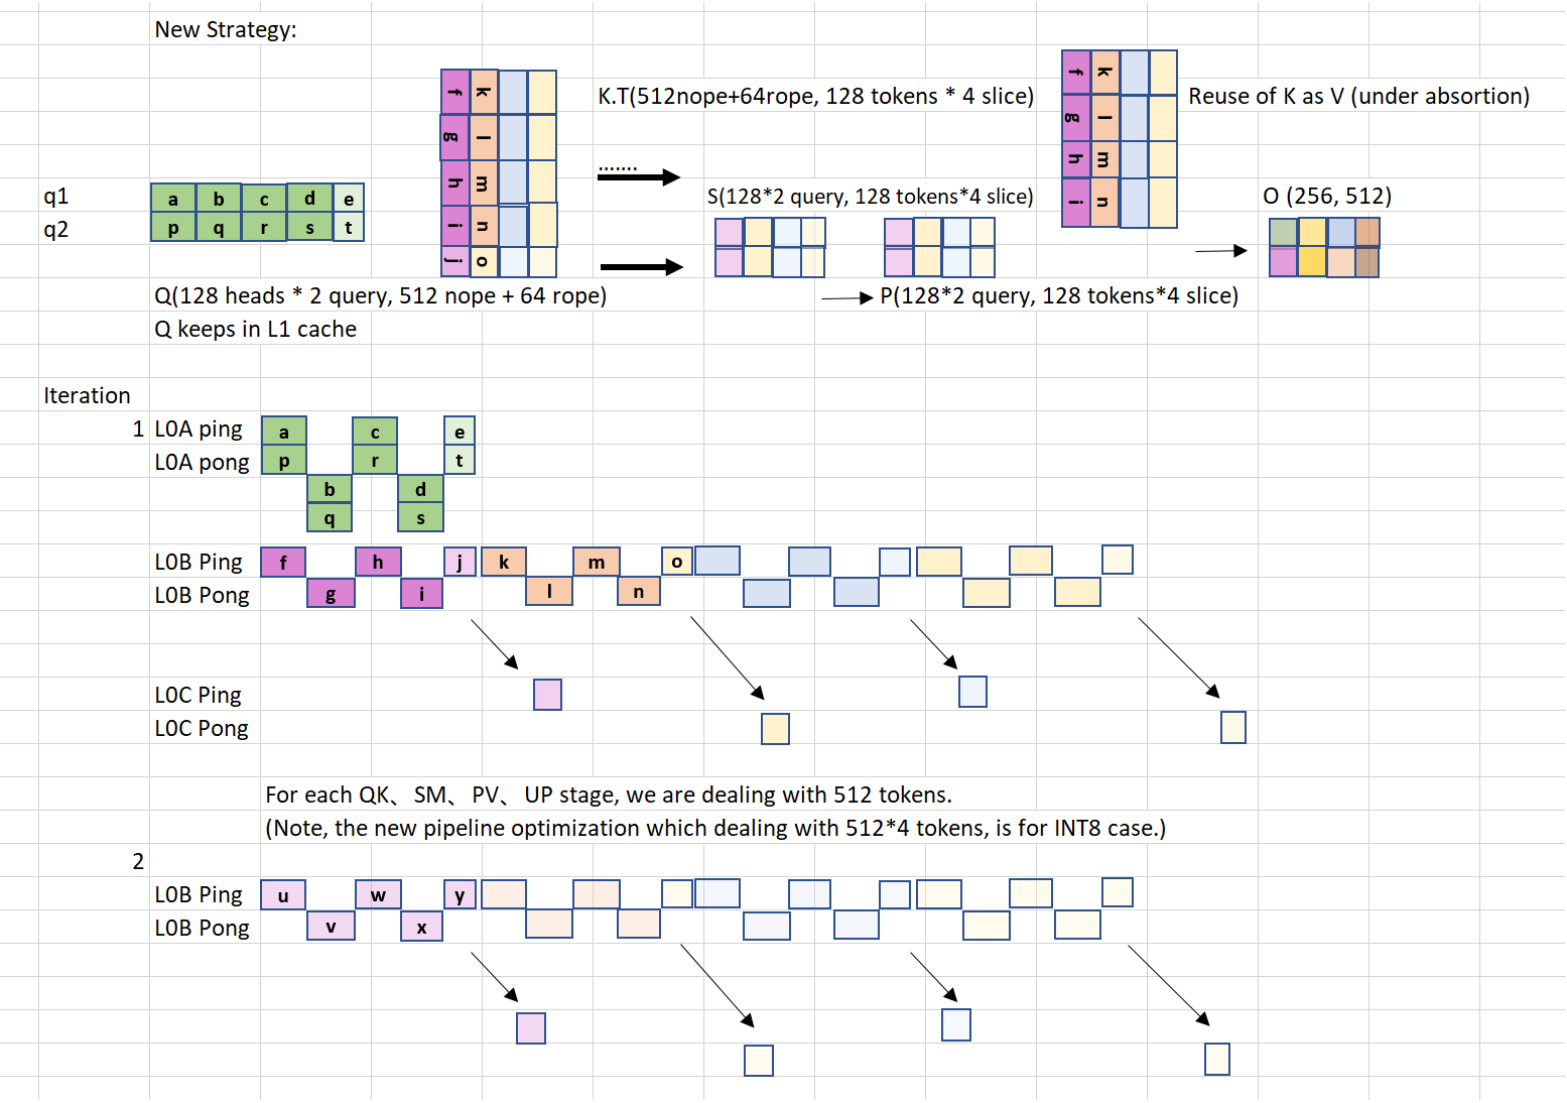 New Strategy:
f k
g l
h m
i n
j o
K.T(512nope+64rope, 128 tokens * 4 slice)
.......
f k
g l
h m
i n
Reuse of K as V (under absortion)
q1
a b c d e
q2
p q r s t
S(128*2 query, 128 tokens*4 slice)
O (256, 512)
Q(128 heads * 2 query, 512 nope + 64 rope)
P(128*2 query, 128 tokens*4 slice)
Q keeps in L1 cache
Iteration
1 L0A ping a c e
L0A pong p r t
b d
q s
L0B Ping f h j k m o
L0B Pong g i l n
L0C Ping
L0C Pong
For each QK、SM、PV、UP stage, we are dealing with 512 tokens.
(Note, the new pipeline optimization which dealing with 512*4 tokens, is for INT8 case.)
2
L0B Ping u w y
L0B Pong v x